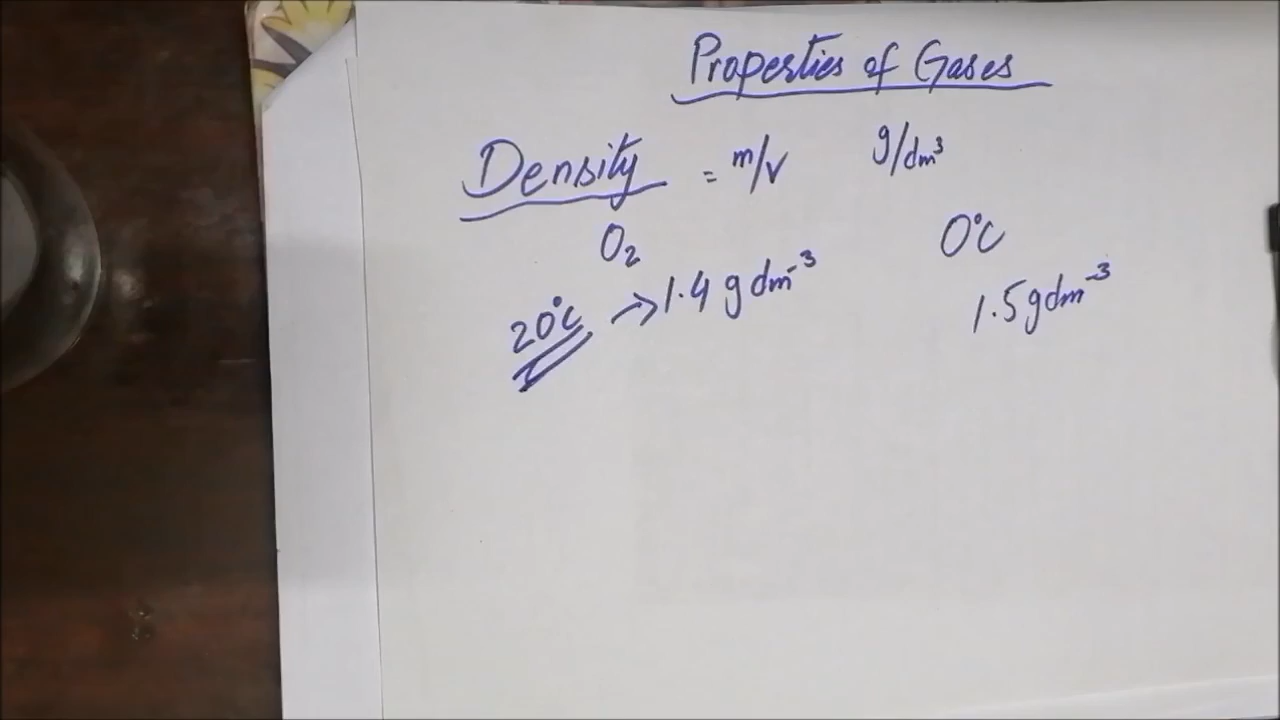 Properties of Gases
Density = m/v g/dm³
O₂ 0°C
20°C → 1.4 g dm⁻³ 1.5 g dm⁻³